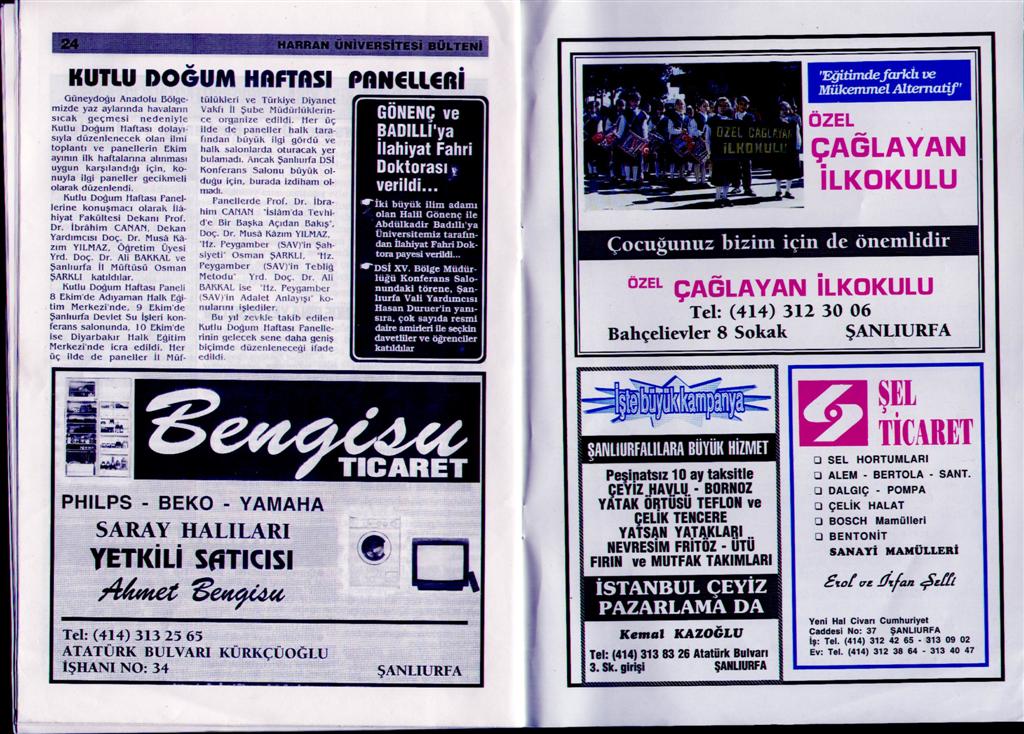 24
HARRAN ÜNİVERSİTESİ BÜLTENİ
KUTLU DOĞUM HAFTASI PANELLERİ
Güneydoğu Anadolu Bölge-
mizde yaz aylarında havaların
sıcak geçmesi nedeniyle
Kutlu Doğum Haftası dolayı-
sıyla düzenlenecek olan ilmi
toplantı ve panellerin Ekim
ayının ilk haftalarına alınması
uygun karşılandığı için, ko-
nuyla ilgi paneller gecikmeli
olarak düzenlendi.
Kutlu Doğum Haftası Panel-
lerine konuşmacı olarak İla-
hiyat Fakültesi Dekanı Prof.
Dr. İbrâhim CANAN, Dekan
Yardımcısı Doç. Dr. Musâ Kâ-
zım YILMAZ, Öğretim Üyesi
Yrd. Doç. Dr. Ali BAKKAL ve
Şanlıurfa İl Müftüsü Osman
ŞARKLI katıldılar.
Kutlu Doğum Haftası Paneli
8 Ekim'de Adıyaman Halk Eği-
tim Merkezi'nde, 9 Ekim'de
Şanlıurfa Devlet Su İşleri kon-
ferans salonunda, 10 Ekim'de
ise Diyarbakır Halk Eğitim
Merkezi'nde icra edildi. Her
üç ilde de paneller İl Müf-
tülükleri ve Türkiye Diyanet
Vakfı İl Şube Müdürlüklerin-
ce organize edildi. Her üç
ilde de paneller halk tara-
fından büyük ilgi gördü ve
halk salonlarda oturacak yer
bulamadı. Ancak Şanlıurfa DSİ
Konferans Salonu büyük ol-
duğu için, burada izdiham ol-
madı.
Panellerde Prof. Dr. İbra-
him CANAN "İslâm'da Tevhi-
d'e Bir Başka Açıdan Bakış",
Doç. Dr. Musâ Kâzım YILMAZ,
"Hz. Peygamber (SAV)'in Şah-
siyeti" Osman ŞARKLI, "Hz.
Peygamber (SAV)'in Tebliğ
Metodu" Yrd. Doç. Dr. Ali
BAKKAL ise "Hz. Peygamber
(SAV)'in Adalet Anlayışı" ko-
nularını işlediler.
Bu yıl zevkle takib edilen
Kutlu Doğum Haftası Panelle-
rinin gelecek sene daha geniş
biçimde düzenleneceği ifade
edildi.
GÖNENÇ ve
BADILLI'ya
İlahiyat Fahri
Doktorası
verildi...
İki büyük ilim adamı
olan Halil Gönenç ile
Abdülkadir Badıllı'ya
Üniversitemiz tarafın-
dan İlahiyat Fahri Dok-
tora payesi verildi...
DSİ XV. Bölge Müdür-
lüğü Konferans Salo-
nundaki törene, Şan-
lıurfa Vali Yardımcısı
Hasan Duruer'in yanı-
sıra, çok sayıda resmi
daire amirleri ile seçkin
davetliler ve öğrenciler
katıldılar
Bengisu
TİCARET
PHILPS - BEKO - YAMAHA
SARAY HALILARI
YETKİLİ SATICISI
Ahmet Bengisu
Tel: (414) 313 25 65
ATATÜRK BULVARI KÜRKÇÜOĞLU
İŞHANI NO: 34
ŞANLIURFA
ÖZEL ÇAĞLAYAN
İLKOKULU
"Eğitimde farklı ve
Mükemmel Alternatif"
ÖZEL
ÇAĞLAYAN
İLKOKULU
Çocuğunuz bizim için de önemlidir
ÖZEL ÇAĞLAYAN İLKOKULU
Tel: (414) 312 30 06
Bahçelievler 8 Sokak ŞANLIURFA
İşte büyük kampanya
ŞANLIURFALILARA BÜYÜK HİZMET
Peşinatsız 10 ay taksitle
ÇEYİZ HAVLU - BORNOZ
YATAK ÖRTÜSÜ TEFLON ve
ÇELİK TENCERE
YATSAN YATAKLARI
NEVRESİM FRİTÖZ - ÜTÜ
FIRIN ve MUTFAK TAKIMLARI
İSTANBUL ÇEYİZ
PAZARLAMA DA
Kemal KAZOĞLU
Tel: (414) 313 83 26 Atatürk Bulvarı
3. Sk. girişi ŞANLIURFA
ŞEL
TİCARET
SEL HORTUMLARI
ALEM - BERTOLA - SANT.
DALGIÇ - POMPA
ÇELİK HALAT
BOSCH Mamülleri
BENTONİT
SANAYİ MAMÜLLERİ
Erol ve İrfan Şelli
Yeni Hal Civarı Cumhuriyet
Caddesi No: 37 ŞANLIURFA
İş: Tel. (414) 312 42 65 - 313 09 02
Ev: Tel. (414) 312 38 64 - 313 40 47